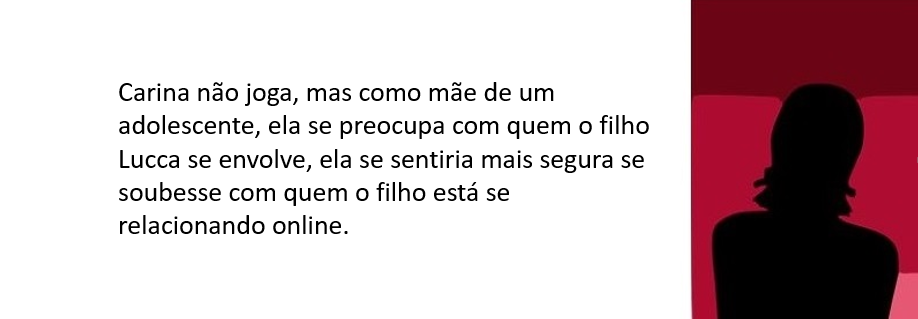 Carina não joga, mas como mãe de um
adolescente, ela se preocupa com quem o filho
Lucca se envolve, ela se sentiria mais segura se
soubesse com quem o filho está se
relacionando online.